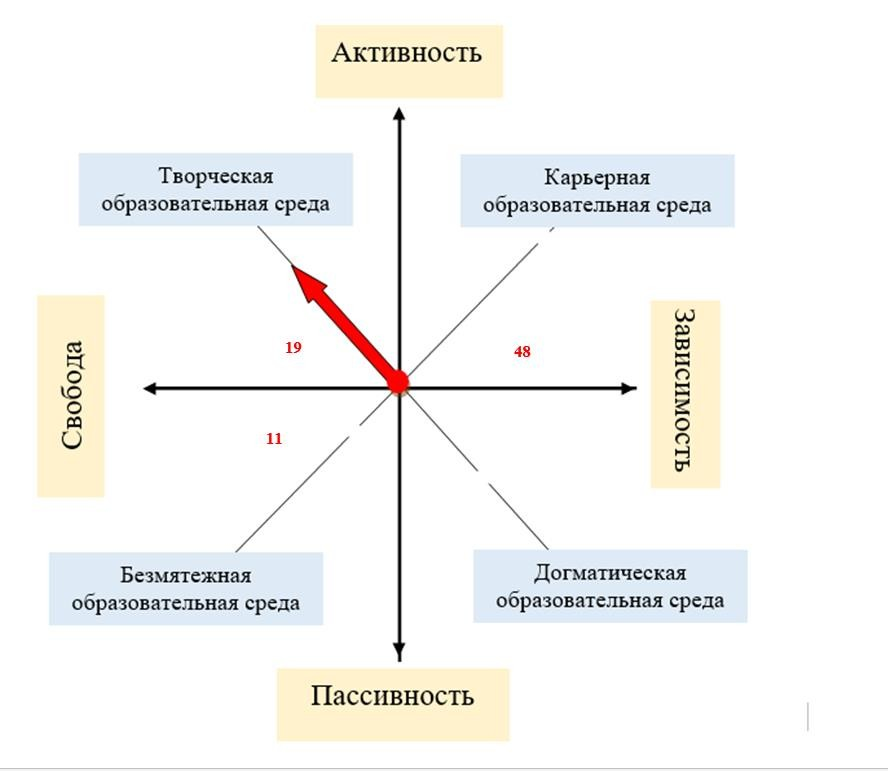 Активность
Творческая
образовательная среда
Карьерная
образовательная среда
Свобода
19
48
Зависимость
11
Безмятежная
образовательная среда
Догматическая
образовательная среда
Пассивность